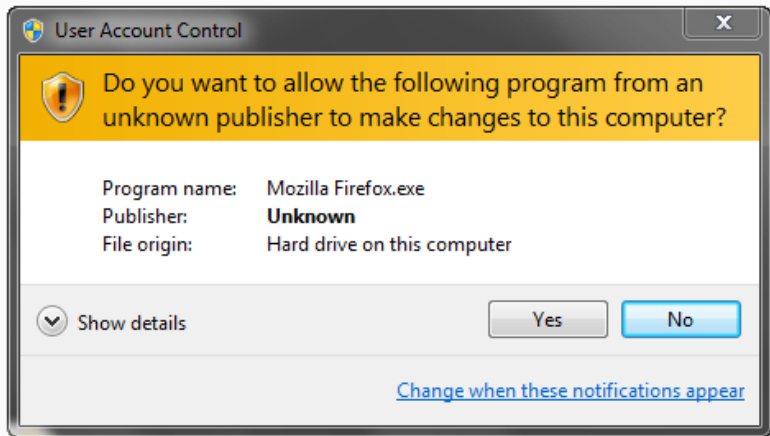 User Account Control
Do you want to allow the following program from an
unknown publisher to make changes to this computer?
Program name: Mozilla Firefox.exe
Publisher: Unknown
File origin: Hard drive on this computer
Show details
Yes No
Change when these notifications appear